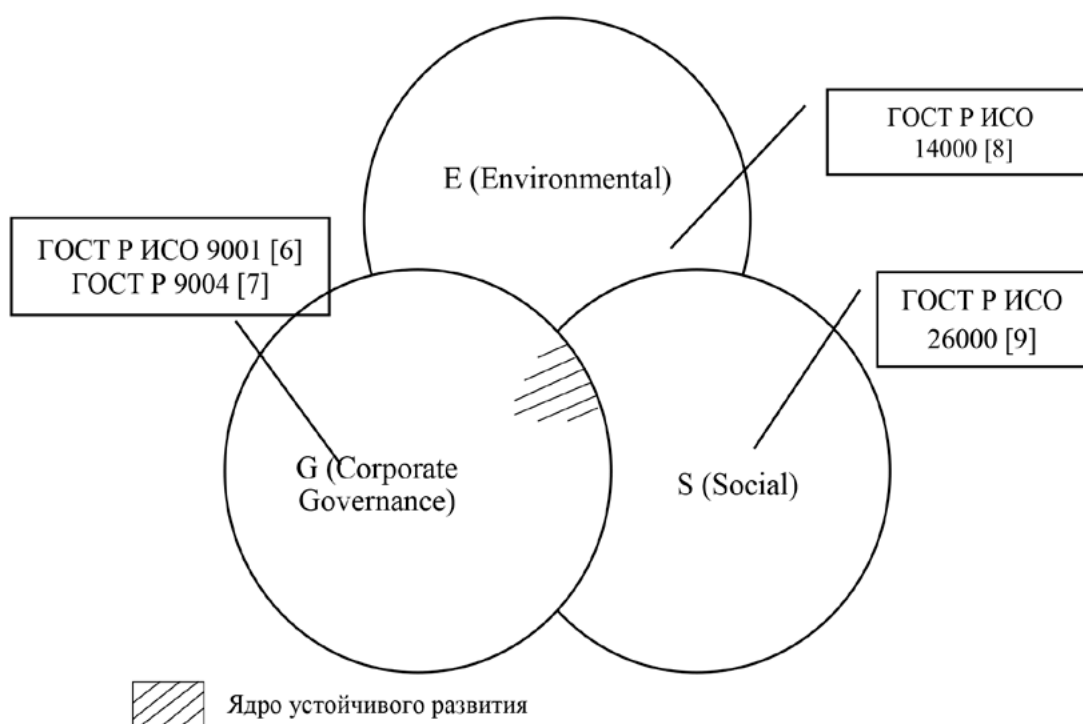 ГОСТ Р ИСО
14000 [8]
E (Environmental)
ГОСТ Р ИСО 9001 [6]
ГОСТ Р 9004 [7]
ГОСТ Р ИСО
26000 [9]
G (Corporate
Governance)
S (Social)
Ядро устойчивого развития